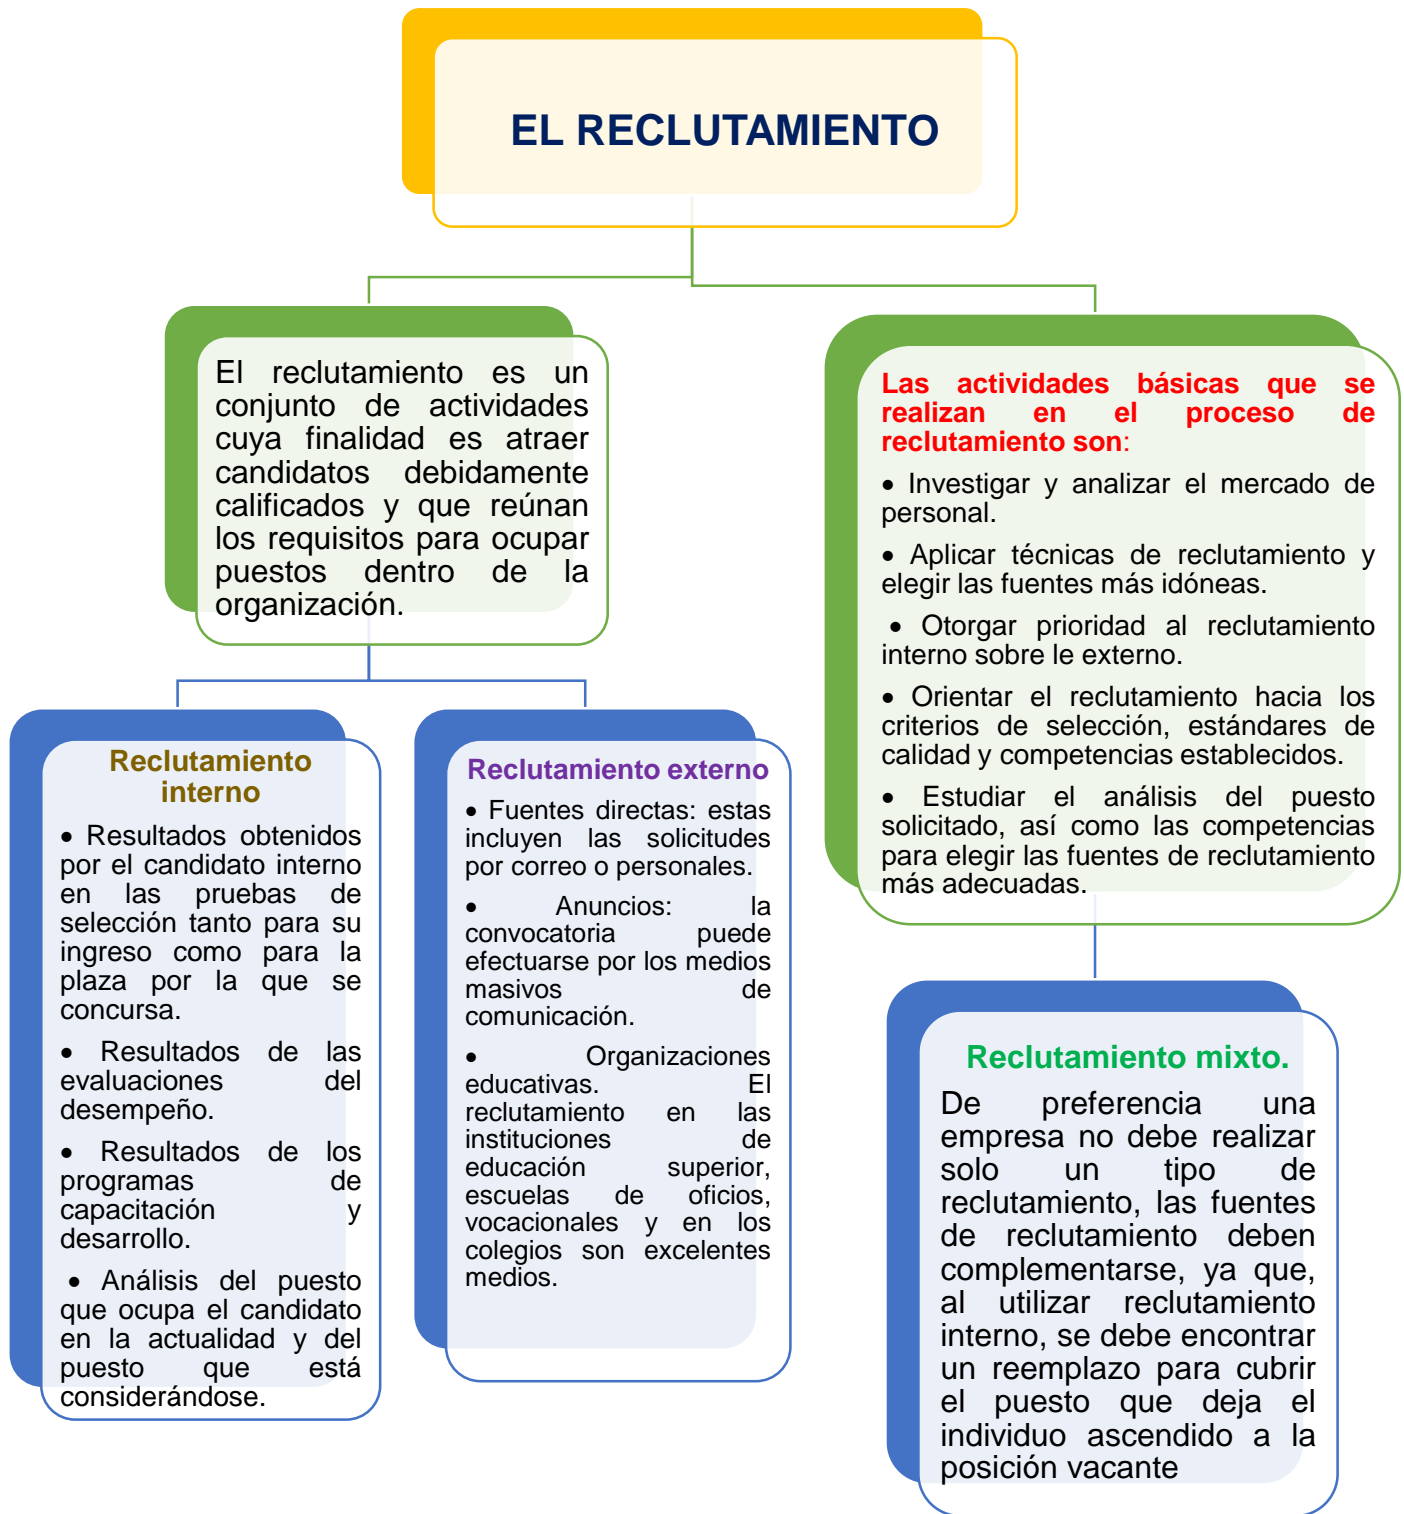 EL RECLUTAMIENTO
El reclutamiento es un
conjunto de actividades
cuya finalidad es atraer
candidatos debidamente
calificados y que reúnan
los requisitos para ocupar
puestos dentro de la
organización.
Las actividades básicas que se
realizan en el proceso de
reclutamiento son:
• Investigar y analizar el mercado de
personal.
• Aplicar técnicas de reclutamiento y
elegir las fuentes más idóneas.
• Otorgar prioridad al reclutamiento
interno sobre le externo.
• Orientar el reclutamiento hacia los
criterios de selección, estándares de
calidad y competencias establecidos.
• Estudiar el análisis del puesto
solicitado, así como las competencias
para elegir las fuentes de reclutamiento
más adecuadas.
Reclutamiento
interno
• Resultados obtenidos
por el candidato interno
en las pruebas de
selección tanto para su
ingreso como para la
plaza por la que se
concursa.
• Resultados de las
evaluaciones del
desempeño.
• Resultados de los
programas de
capacitación y
desarrollo.
• Análisis del puesto
que ocupa el candidato
en la actualidad y del
puesto que está
considerándose.
Reclutamiento externo
• Fuentes directas: estas
incluyen las solicitudes
por correo o personales.
• Anuncios: la
convocatoria puede
efectuarse por los medios
masivos de
comunicación.
• Organizaciones
educativas. El
reclutamiento en las
instituciones de
educación superior,
escuelas de oficios,
vocacionales y en los
colegios son excelentes
medios.
Reclutamiento mixto.
De preferencia una
empresa no debe realizar
solo un tipo de
reclutamiento, las fuentes
de reclutamiento deben
complementarse, ya que,
al utilizar reclutamiento
interno, se debe encontrar
un reemplazo para cubrir
el puesto que deja el
individuo ascendido a la
posición vacante